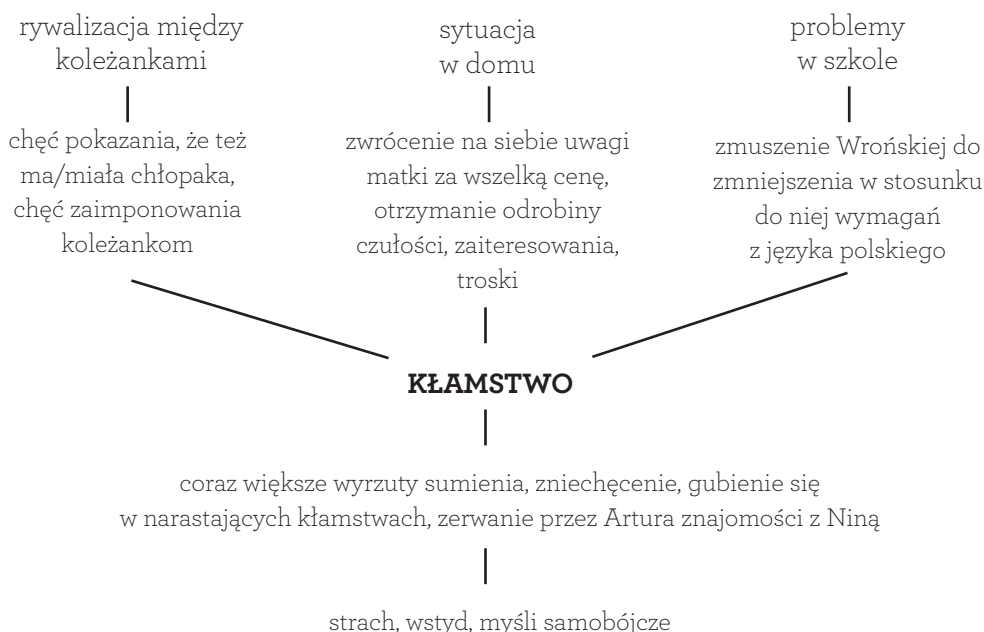 rywalizacja między
koleżankami
sytuacja
w domu
problemy
w szkole
chęć pokazania, że też
ma/miała chłopaka,
chęć zaimponowania
koleżankom
zwrócenie na siebie uwagi
matki za wszelką cenę,
otrzymanie odrobiny
czułości, zaiteresowania,
troski
zmuszenie Wrońskiej do
zmniejszenia w stosunku
do niej wymagań
z języka polskiego
KŁAMSTWO
coraz większe wyrzuty sumienia, zniechęcenie, gubienie się
w narastających kłamstwach, zerwanie przez Artura znajomości z Niną
strach, wstyd, myśli samobójcze